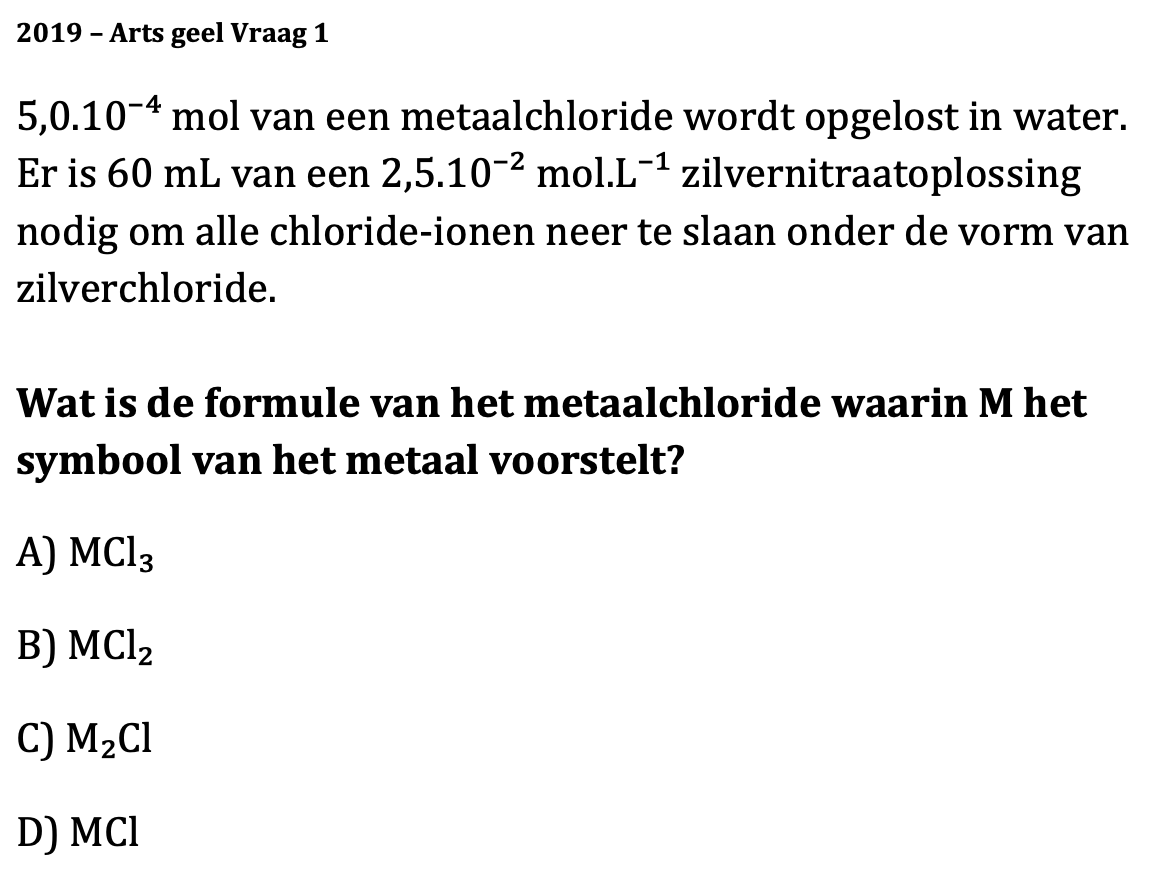 2019 – Arts geel Vraag 1
5,0.10⁻⁴ mol van een metaalchloride wordt opgelost in water.
Er is 60 mL van een 2,5.10⁻² mol.L⁻¹ zilvernitraatoplossing
nodig om alle chloride-ionen neer te slaan onder de vorm van
zilverchloride.
Wat is de formule van het metaalchloride waarin M het
symbool van het metaal voorstelt?
A) MCl₃
B) MCl₂
C) M₂Cl
D) MCl